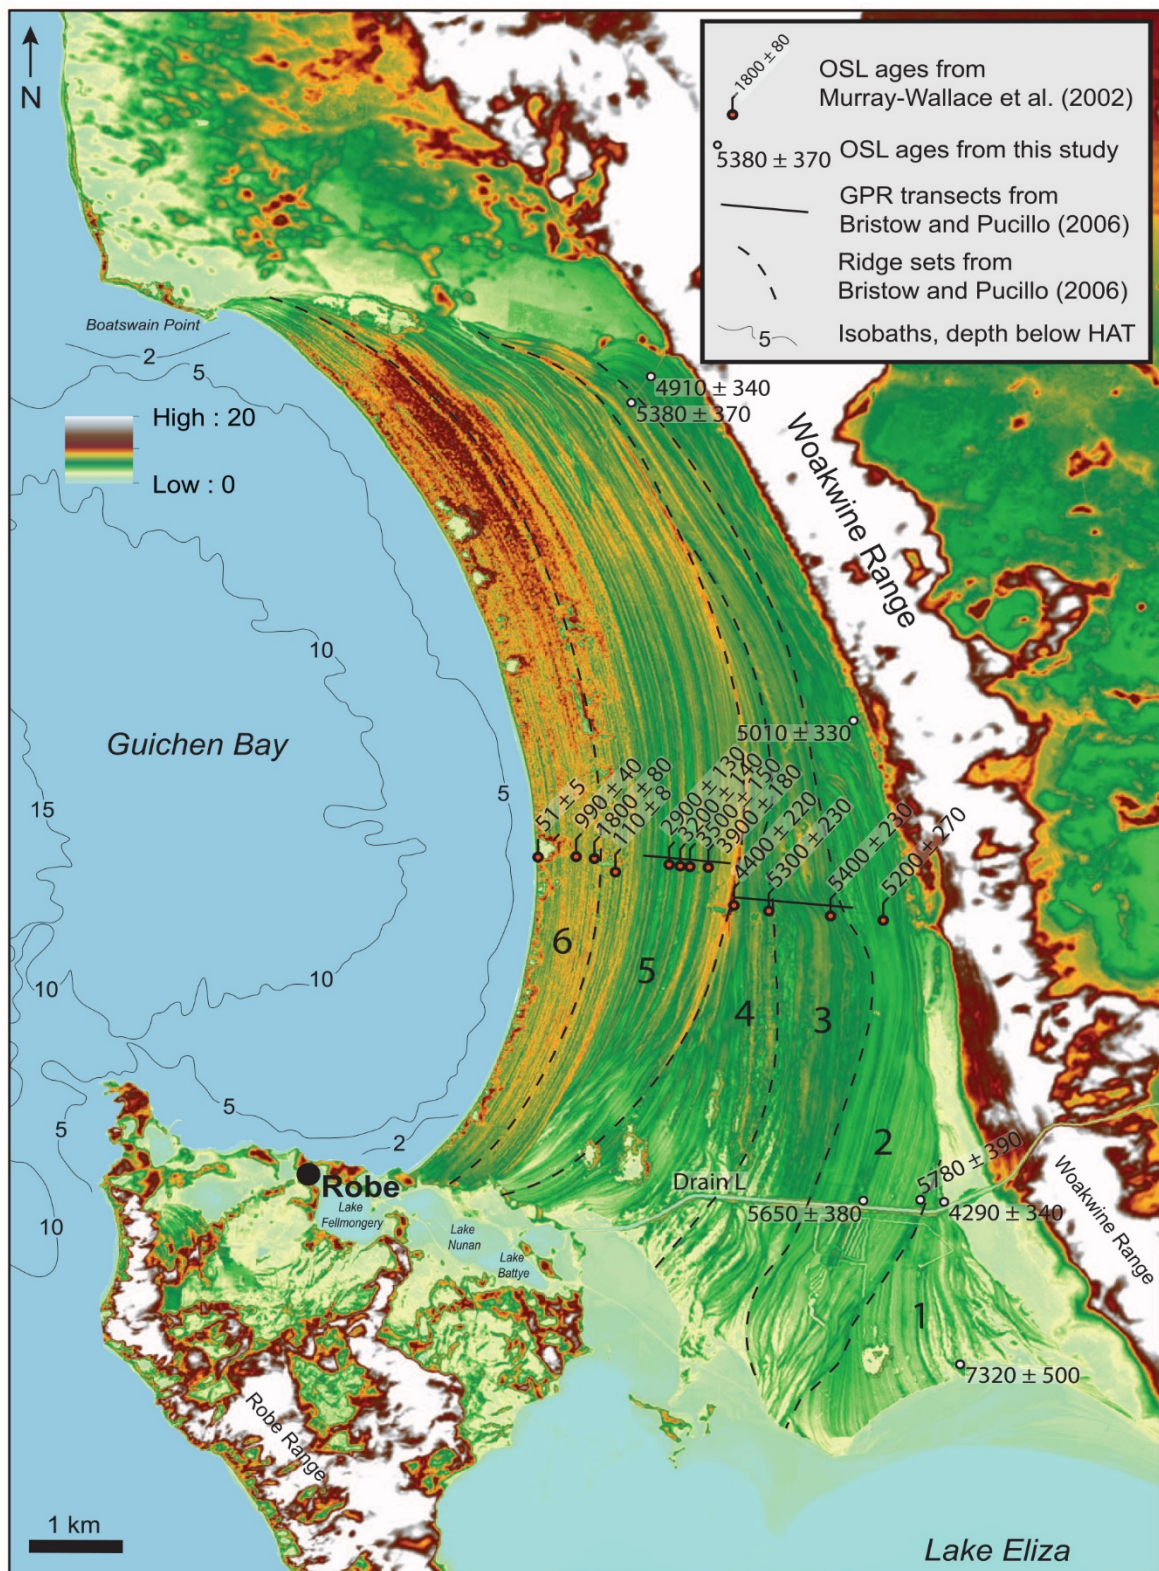 N
1800 ± 80
OSL ages from
Murray-Wallace et al. (2002)
5380 ± 370
OSL ages from this study
GPR transects from
Bristow and Pucillo (2006)
Ridge sets from
Bristow and Pucillo (2006)
5
Isobaths, depth below HAT
Boatswain Point
2
5
High : 20
Low : 0
4910 ± 340
5380 ± 370
Woakwine Range
10
Guichen Bay
15
5
5010 ± 330
51 ± 5
990 ± 40
1800 ± 80
110 ± 8
2900 ± 130
3200 ± 140
3500 ± 150
3900 ± 180
4400 ± 220
5300 ± 230
5400 ± 230
5200 ± 270
6
5
4
3
2
1
10
10
10
5
5
2
10
Robe
Lake
Fellmongery
Lake
Nunan
Lake
Battye
Drain L
5650 ± 380
5780 ± 390
4290 ± 340
Woakwine Range
7320 ± 500
Robe Range
1 km
Lake Eliza